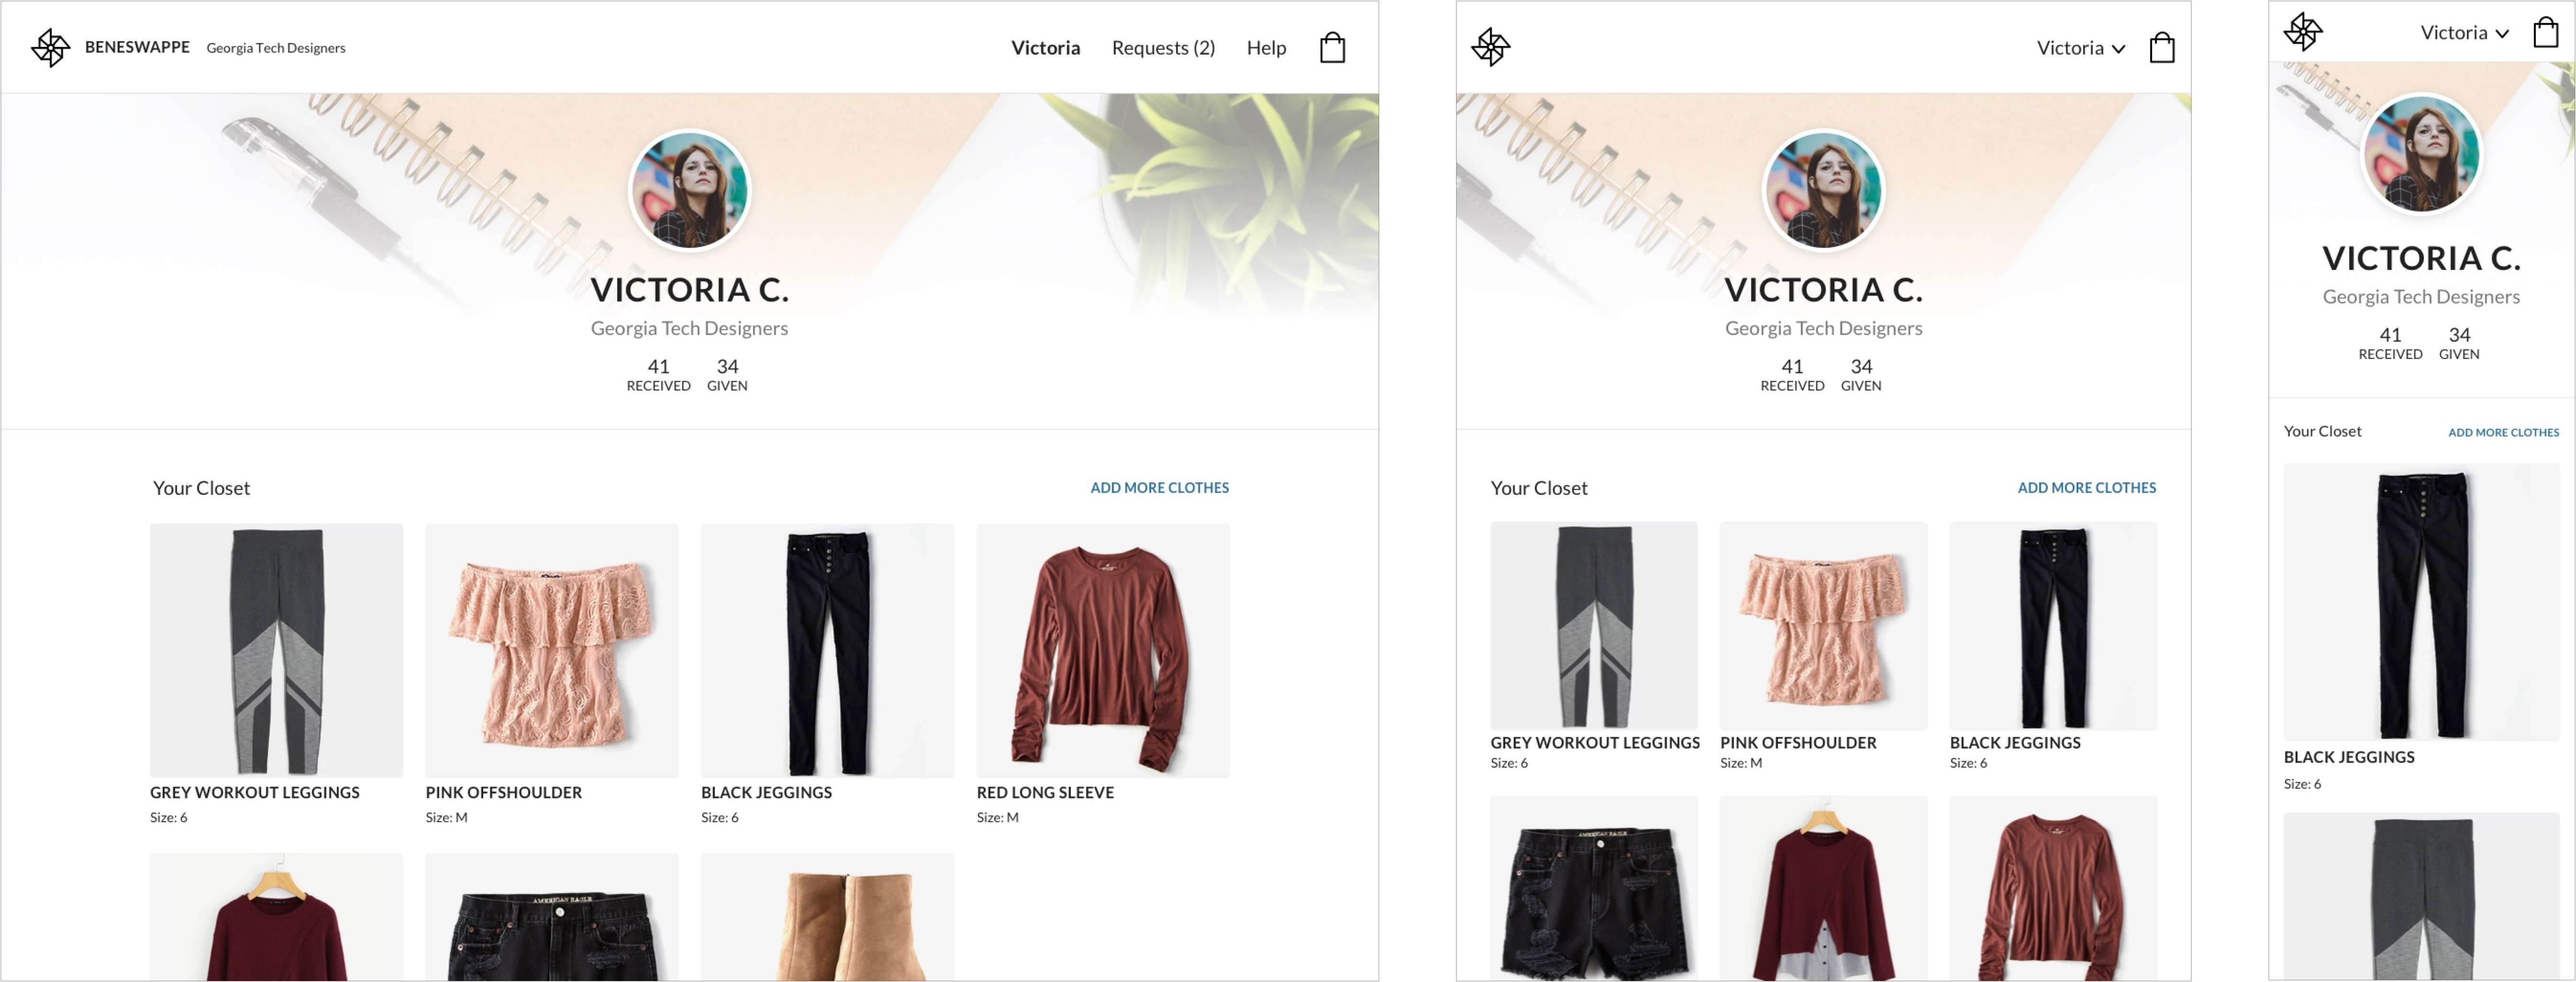 BENESWAPPE Georgia Tech Designers Victoria Requests (2) Help
VICTORIA C.
Georgia Tech Designers
41 34
RECEIVED GIVEN
Your Closet ADD MORE CLOTHES
GREY WORKOUT LEGGINGS PINK OFFSHOULDER BLACK JEGGINGS RED LONG SLEEVE
Size: 6 Size: M Size: 6 Size: M
AMERICAN EAGLE
Victoria
VICTORIA C.
Georgia Tech Designers
41 34
RECEIVED GIVEN
Your Closet ADD MORE CLOTHES
GREY WORKOUT LEGGINGS PINK OFFSHOULDER BLACK JEGGINGS
Size: 6 Size: M Size: 6
AMERICAN EAGLE
Victoria
VICTORIA C.
Georgia Tech Designers
41 34
RECEIVED GIVEN
Your Closet ADD MORE CLOTHES
BLACK JEGGINGS
Size: 6